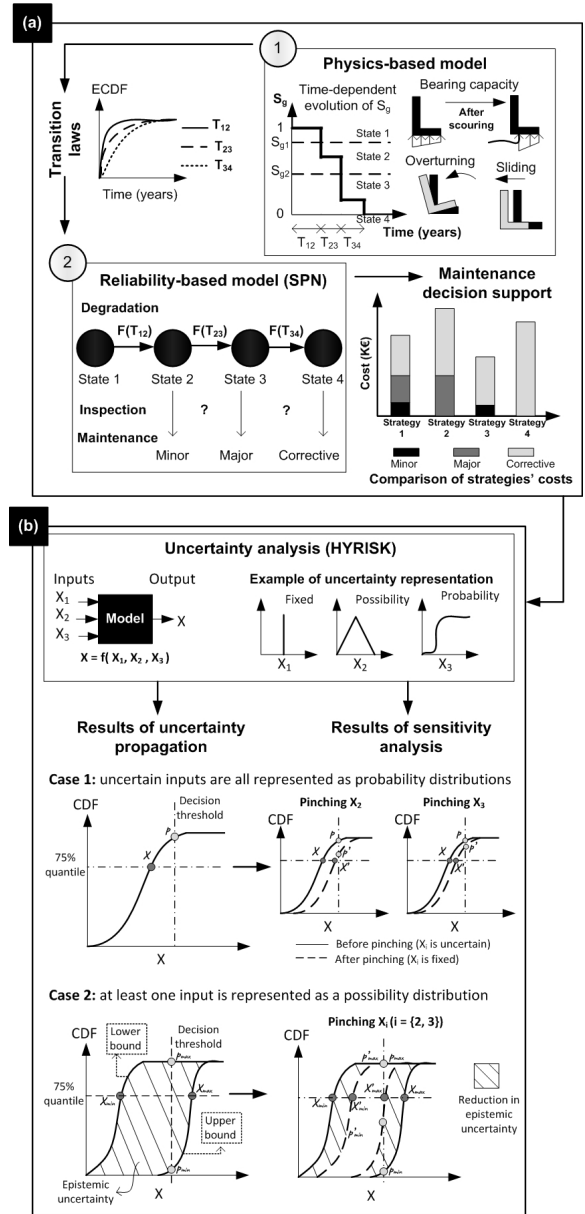 (a)
1
Physics-based model
Transition laws
ECDF
T12
T23
T34
Time (years)
Sg
Time-dependent
evolution of Sg
1
Sg1
Sg2
0
State 1
State 2
State 3
State 4
T12 T23 T34
Time (years)
Bearing capacity
After
scouring
Overturning
Sliding
2
Reliability-based model (SPN)
Degradation
F(T12) F(T23) F(T34)
State 1 State 2 State 3 State 4
Inspection ? ?
Maintenance
Minor Major Corrective
Maintenance
decision support
Cost (K€)
Strategy Strategy Strategy Strategy
1 2 3 4
Minor Major Corrective
Comparison of strategies' costs
(b)
Uncertainty analysis (HYRISK)
Inputs Output
X1
X2
X3
Model
X
X = f( X1, X2 , X3 )
Example of uncertainty representation
Fixed Possibility Probability
X1 X2 X3
Results of uncertainty
propagation
Results of sensitivity
analysis
Case 1: uncertain inputs are all represented as probability distributions
CDF
Decision
threshold
75%
quantile
X
P
X
Pinching X2
CDF
P
P'
X
X'
Pinching X3
CDF
P
P'
X
X'
X
Before pinching (Xi is uncertain)
After pinching (Xi is fixed)
Case 2: at least one input is represented as a possibility distribution
CDF
Lower
bound
Decision
threshold
Pmax
75%
quantile
Xmin
Xmax
Upper
bound
Pmin
Epistemic
uncertainty
X
Pinching Xi (i = {2, 3})
CDF
P'max Pmax
Xmin X'min X'max Xmax
P'min
Pmin
X
Reduction in
epistemic
uncertainty